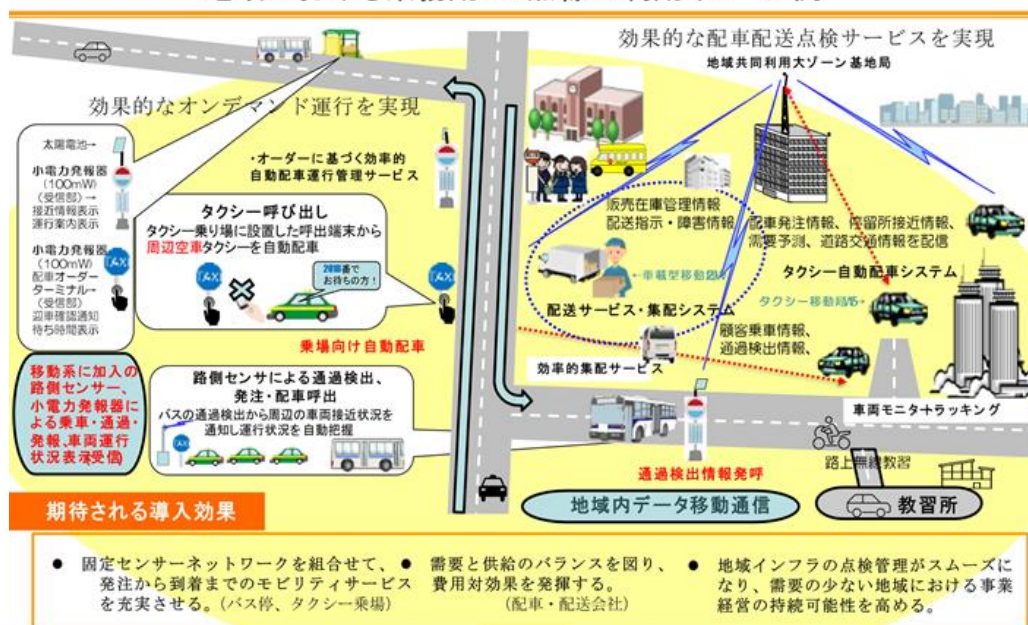 効果的な配車配送点検サービスを実現
地域共同利用大ゾーン基地局
効果的なオンデマンド運行を実現
太陽電池→
小電力発報器
(100mW)
(受信部)→
接近情報表示
運行案内表示
小電力発報器
(100mW)
配車オーダー
ターミナル→
(受信部)
迎車確認通知
待ち時間表示
・オーダーに基づく効率的
自動配車運行管理サービス
タクシー呼び出し
タクシー乗り場に設置した呼出端末から
周辺空車タクシーを自動配車
TAXI
TAXI
TAXI
お待ちの方！
乗場向け自動配車
販売在庫管理情報
配送指示・障害情報
←車載型移動局
配送サービス・集配システム
効率的集配サービス
配車発注情報、停留所接近情報、
需要予測、道路交通情報を配信
タクシー自動配車システム
タクシー移動局
顧客乗車情報、
通過検出情報、
車両モニタートラッキング
移動系に加入の
路側センサー、
小電力発報器に
よる乗車・通過・
発報、車両運行
状況表示(受信)
路側センサによる通過検出、
発注・配車呼出
バスの通過検出から周辺の車両接近状況を
通知し運行状況を自動把握
TAXI
通過検出情報発呼
路上無線教習
地域内データ移動通信
教習所
期待される導入効果
● 固定センサーネットワークを組合せて、
発注から到着までのモビリティサービス
を充実させる。(バス停、タクシー乗場)
● 需要と供給のバランスを図り、
費用対効果を発揮する。
(配車・配送会社)
● 地域インフラの点検管理がスムーズに
なり、需要の少ない地域における事業
経営の持続可能性を高める。